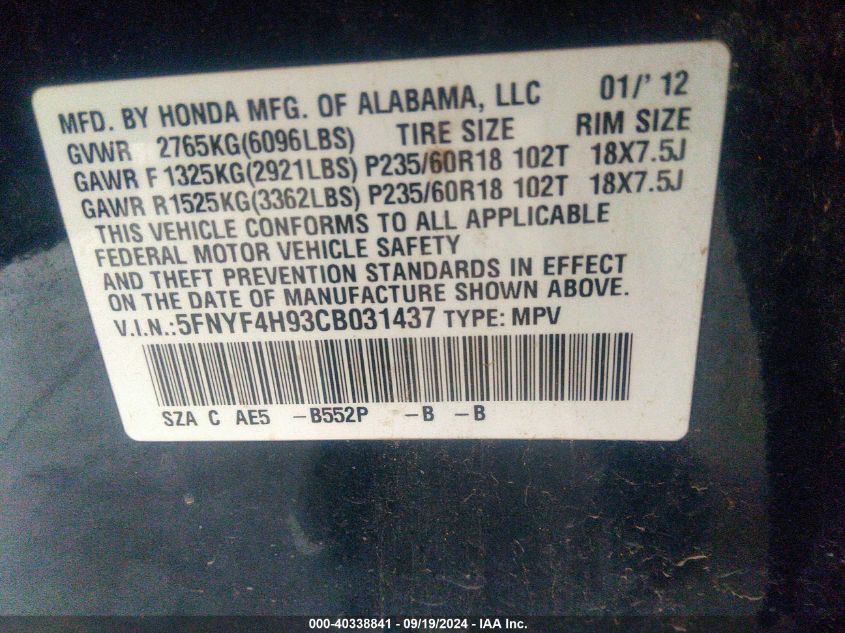 MFD. BY HONDA MFG. OF ALABAMA, LLC 01/' 12
GVWR 2765KG(6096LBS) TIRE SIZE RIM SIZE
GAWR F 1325KG(2921LBS) P235/60R18 102T 18X7.5J
GAWR R1525KG(3362LBS) P235/60R18 102T 18X7.5J
THIS VEHICLE CONFORMS TO ALL APPLICABLE
FEDERAL MOTOR VEHICLE SAFETY
AND THEFT PREVENTION STANDARDS IN EFFECT
ON THE DATE OF MANUFACTURE SHOWN ABOVE.
V.I.N.:5FNYF4H93CB031437 TYPE: MPV
SZA C AE5 -B552P -B -B
000-40338841 - 09/19/2024 - IAA Inc.